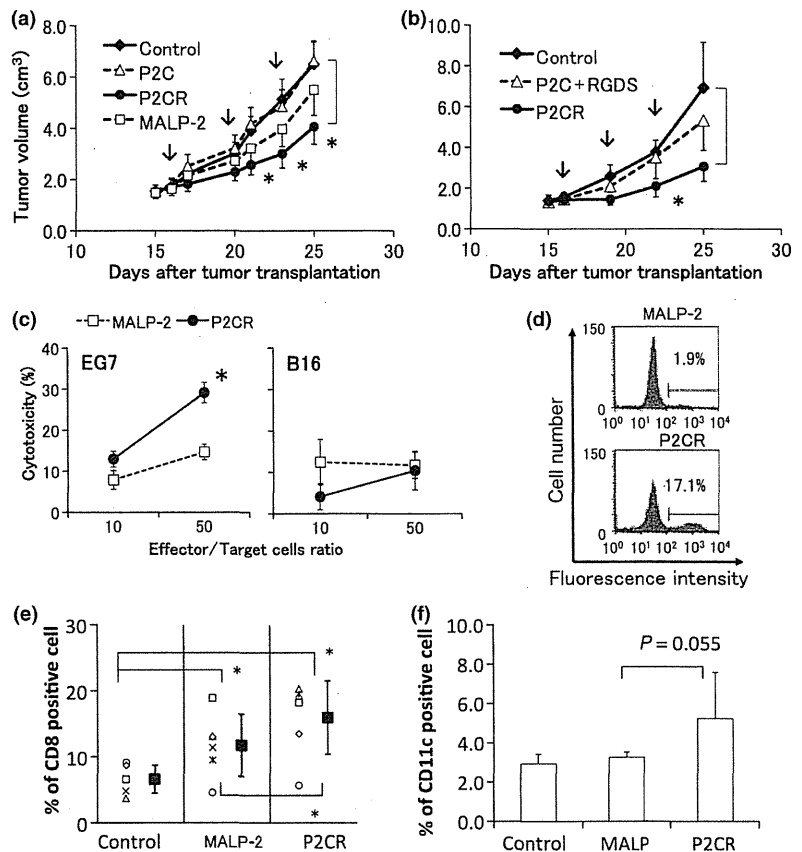 (a)
8.0
6.0
4.0
2.0
0.0
Tumor volume (cm³)
Control
P2C
P2CR
MALP-2
*
*
*
10 15 20 25 30
Days after tumor transplantation
(b)
10.0
8.0
6.0
4.0
2.0
0.0
Control
P2C+RGDS
P2CR
*
10 15 20 25 30
Days after tumor transplantation
(c)
MALP-2 P2CR
EG7
B16
40
30
20
10
0
Cytotoxicity (%)
*
10 50
10 50
Effector/Target cells ratio
(d)
MALP-2
150
1.9%
0
10⁰ 10¹ 10² 10³ 10⁴
P2CR
150
17.1%
0
10⁰ 10¹ 10² 10³ 10⁴
Cell number
Fluorescence intensity
(e)
30
20
10
0
% of CD8 positive cell
*
*
*
Control MALP-2 P2CR
(f)
10.0
8.0
6.0
4.0
2.0
0.0
% of CD11c positive cell
P = 0.055
Control MALP P2CR